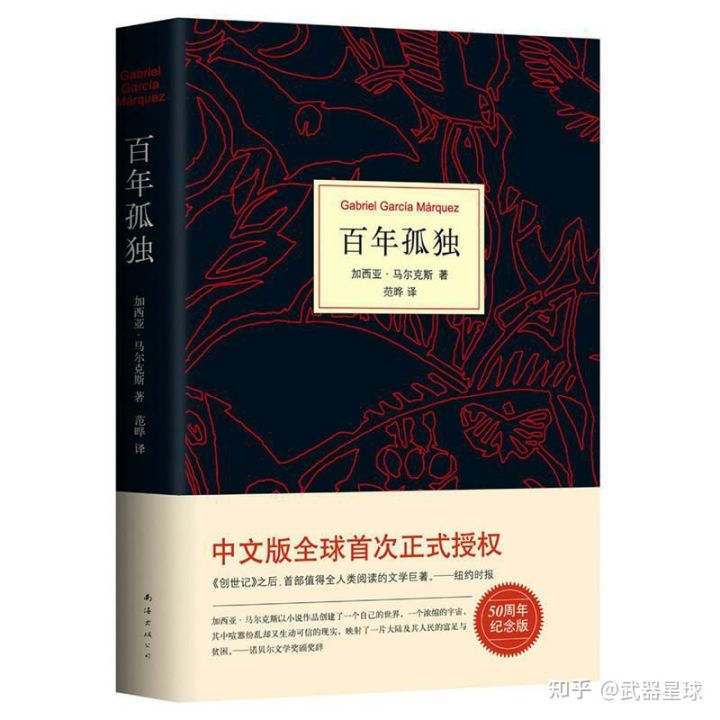 Gabriel
García
Márquez
百年孤独
加西亚·马尔克斯 著
范晔 译
南海出版公司
Gabriel García Márquez
百年孤独
加西亚·马尔克斯 著
范晔 译
中文版全球首次正式授权
《创世记》之后,首部值得全人类阅读的文学巨著。——纽约时报
加西亚·马尔克斯以小说作品创建了一个自己的世界,一个浓缩的宇宙,
其中喧嚣纷乱却又生动可信的现实,映射了一片大陆及其人民的富足与
贫困。——诺贝尔文学奖颁奖辞
50周年
纪念版
知乎 @武器星球